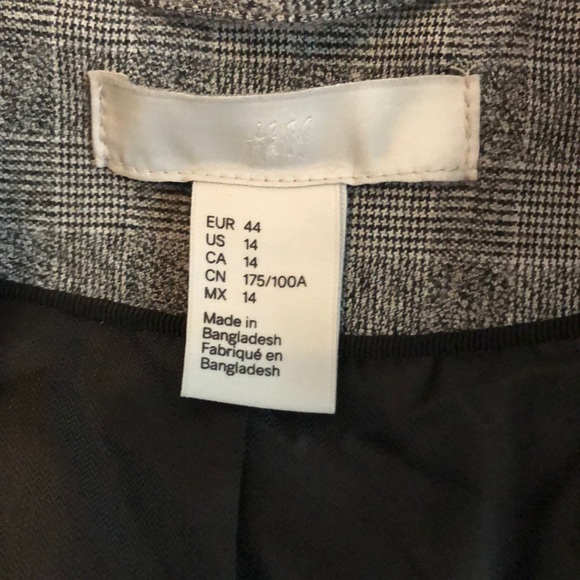 EUR 44
US 14
CA 14
CN 175/100A
MX 14
Made in
Bangladesh
Fabriqué en
Bangladesh